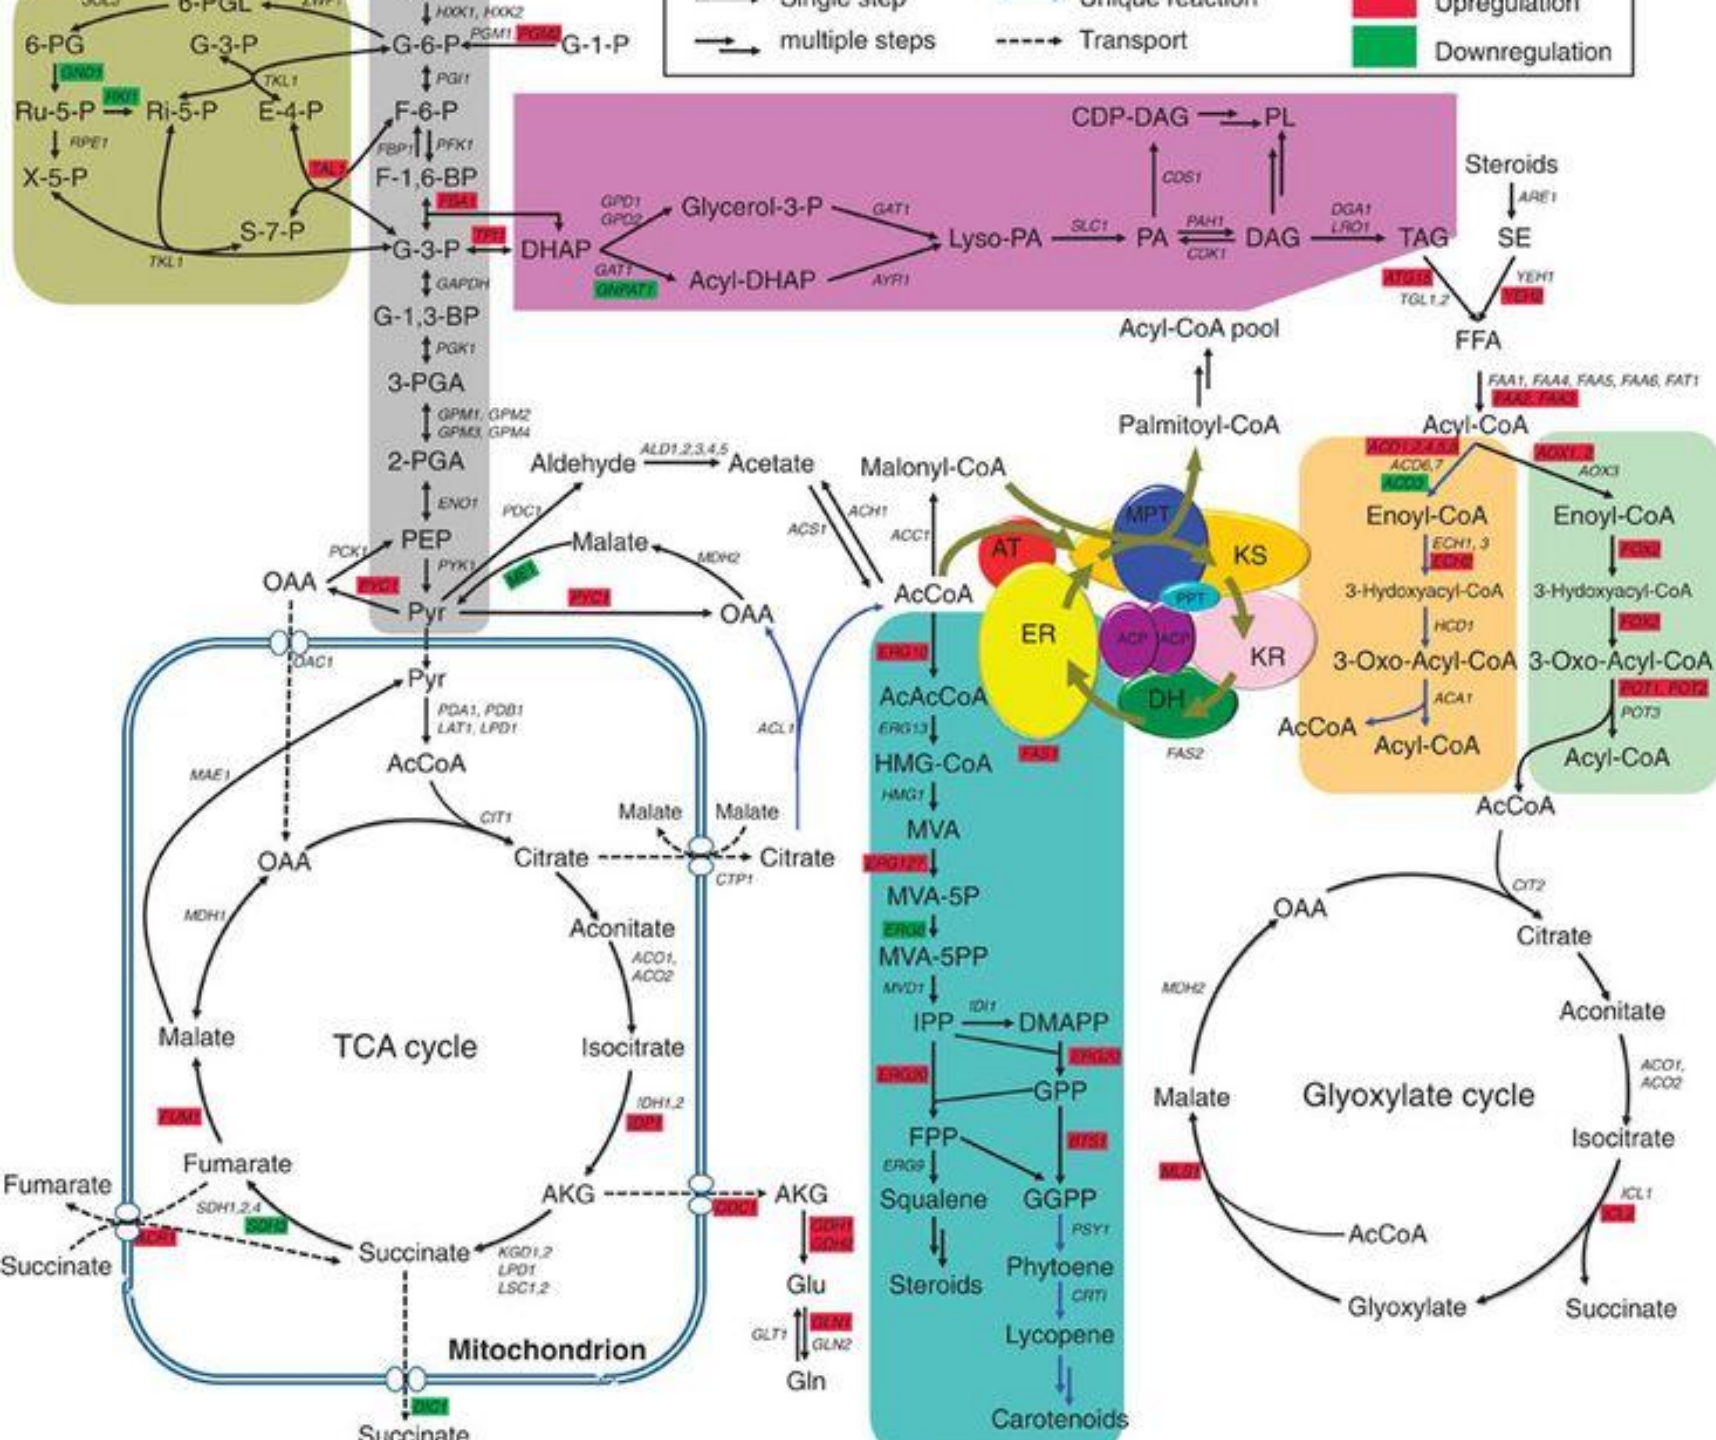 6-PGL
HXK1, HXK2
Single step
Unique reaction
Upregulation
6-PG
G-3-P
G-6-P
PGM1
PGM2
G-1-P
multiple steps
Transport
Downregulation
GND1
TKL1
PGI1
Ru-5-P
RKI1
Ri-5-P
E-4-P
F-6-P
CDP-DAG
PL
RPE1
FBP1
PFK1
X-5-P
TAL1
F-1,6-BP
CDS1
Steroids
ARE1
FBA1
GPD1
GPD2
Glycerol-3-P
GAT1
DGA1
LRO1
S-7-P
G-3-P
TPI1
DHAP
Lyso-PA
SLC1
PA
PAH1
CDK1
DAG
TAG
SE
TKL1
GAPDH
GAT1
GNPAT1
Acyl-DHAP
AYR1
ATG15
TGL1,2
YEH1
YEH2
G-1,3-BP
Acyl-CoA pool
FFA
PGK1
3-PGA
FAA1, FAA4, FAA5, FAA6, FAT1
FAA2, FAA3
GPM1, GPM2
GPM3, GPM4
Palmitoyl-CoA
Acyl-CoA
2-PGA
Aldehyde
ALD1,2,3,4,5
Acetate
Malonyl-CoA
ACD6,7
ACD3
AOX1, 2
AOX3
ENO1
PDC1
ACS1
ACH1
ACC1
MPT
Enoyl-CoA
Enoyl-CoA
PCK1
PEP
Malate
MDH2
AT
KS
ECH1, 3
ECH2
FOX2
PYK1
ME1
OAA
PYC1
Pyr
PYC1
OAA
AcCoA
PPT
3-Hydoxyacyl-CoA
3-Hydoxyacyl-CoA
ER
ACP
ACP
KR
HCD1
FOX2
OAC1
ERG10
3-Oxo-Acyl-CoA
3-Oxo-Acyl-CoA
Pyr
AcAcCoA
DH
ACA1
POT1, POT2
POT3
PDA1, PDB1
LAT1, LPD1
ACL1
ERG13
AcCoA
Acyl-CoA
Acyl-CoA
FAS1
FAS2
MAE1
AcCoA
HMG-CoA
HMG1
AcCoA
CIT1
Malate
Malate
MVA
OAA
Citrate
Citrate
CTP1
MVA-5P
CIT2
OAA
MDH1
Aconitate
ERG8
Citrate
ACO1,
ACO2
MVA-5PP
MVD1
MDH2
Aconitate
Malate
TCA cycle
Isocitrate
IPP
IDI1
DMAPP
ERG20
ERG20
ACO1,
ACO2
IDH1,2
IDP1
GPP
Malate
Glyoxylate cycle
FUM1
FPP
BTS1
Isocitrate
Fumarate
Fumarate
ERG9
MLS1
SDH1,2,4
SDH3
AKG
ODC1
AKG
Squalene
GGPP
ICL1
ICL2
ACR1
GDH1
GDH2
PSY1
AcCoA
Succinate
Succinate
KGD1,2
LPD1
LSC1,2
Glu
Steroids
Phytoene
CRTI
Glyoxylate
Succinate
GLT1
GLN1
GLN2
Lycopene
Mitochondrion
Gln
DIC1
Carotenoids
Succinate